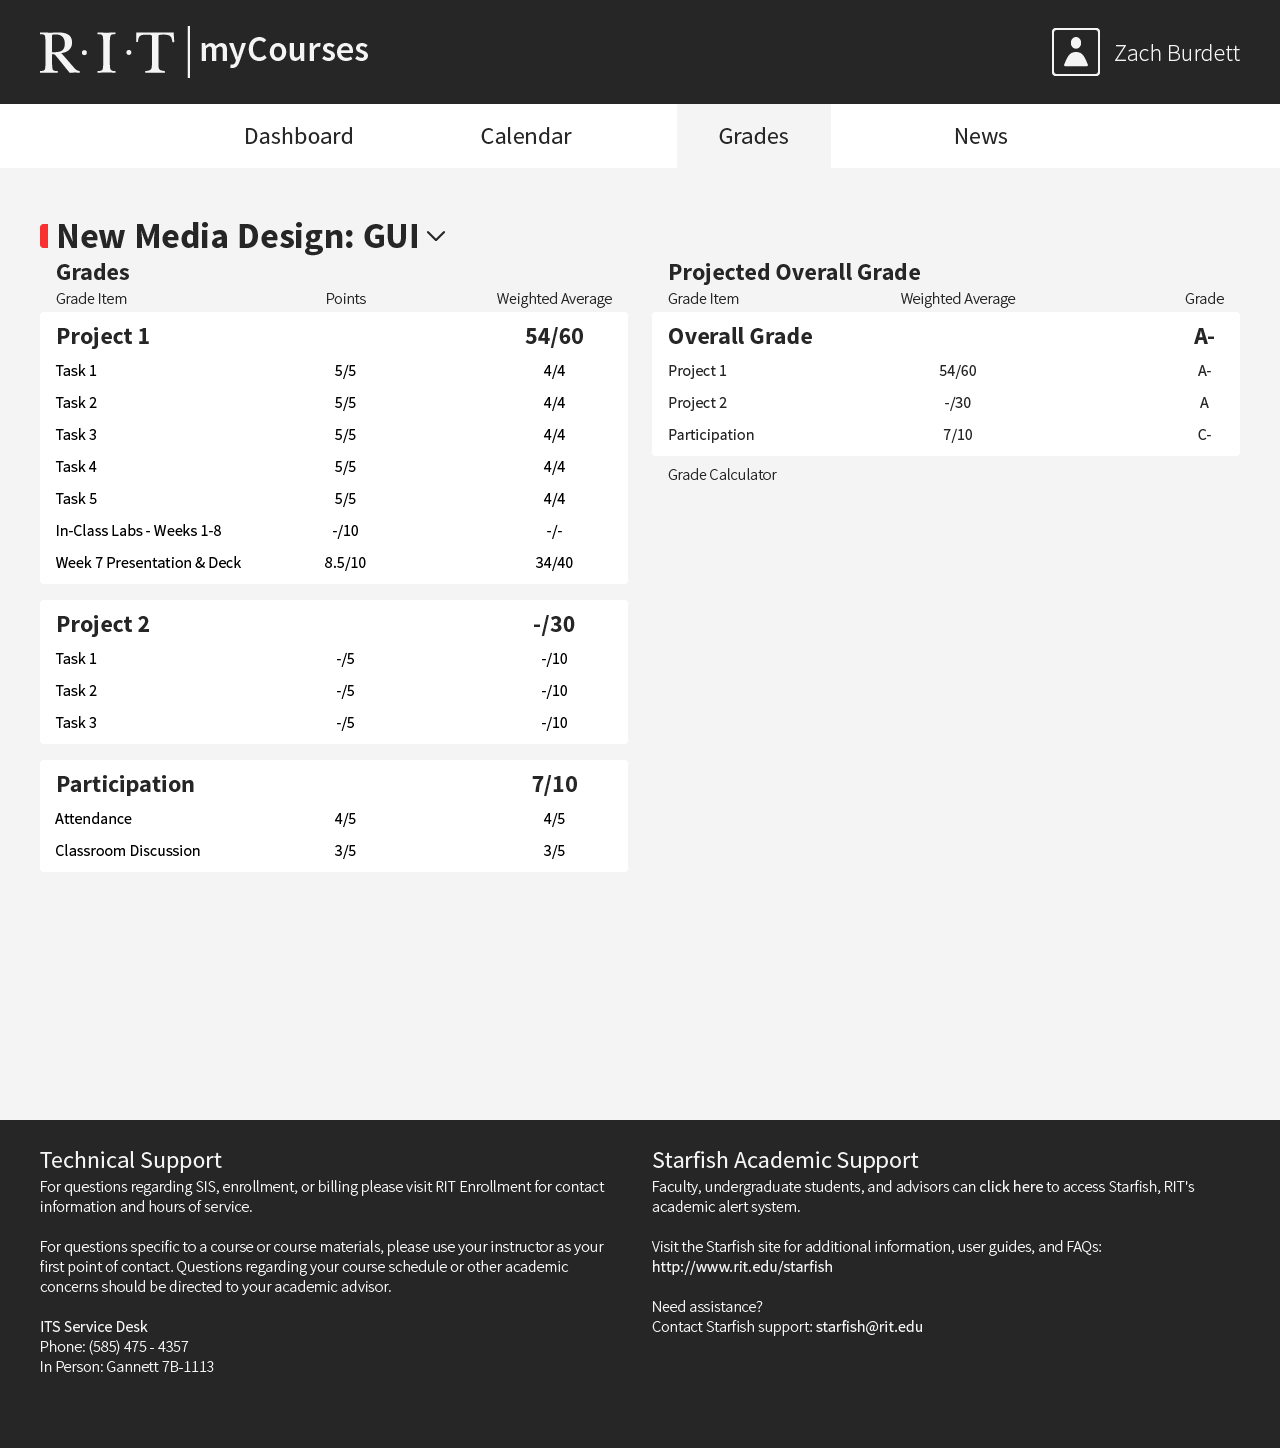 R·I·T myCourses
Zach Burdett
Dashboard Calendar Grades News
New Media Design: GUI
Grades
Grade Item Points Weighted Average
Project 1 54/60
Task 1 5/5 4/4
Task 2 5/5 4/4
Task 3 5/5 4/4
Task 4 5/5 4/4
Task 5 5/5 4/4
In-Class Labs - Weeks 1-8 -/10 -/-
Week 7 Presentation & Deck 8.5/10 34/40
Project 2 -/30
Task 1 -/5 -/10
Task 2 -/5 -/10
Task 3 -/5 -/10
Participation 7/10
Attendance 4/5 4/5
Classroom Discussion 3/5 3/5
Projected Overall Grade
Grade Item Weighted Average Grade
Overall Grade A-
Project 1 54/60 A-
Project 2 -/30 A
Participation 7/10 C-
Grade Calculator
Technical Support
For questions regarding SIS, enrollment, or billing please visit RIT Enrollment for contact
information and hours of service.
For questions specific to a course or course materials, please use your instructor as your
first point of contact. Questions regarding your course schedule or other academic
concerns should be directed to your academic advisor.
ITS Service Desk
Phone: (585) 475 - 4357
In Person: Gannett 7B-1113
Starfish Academic Support
Faculty, undergraduate students, and advisors can click here to access Starfish, RIT's
academic alert system.
Visit the Starfish site for additional information, user guides, and FAQs:
http://www.rit.edu/starfish
Need assistance?
Contact Starfish support: starfish@rit.edu